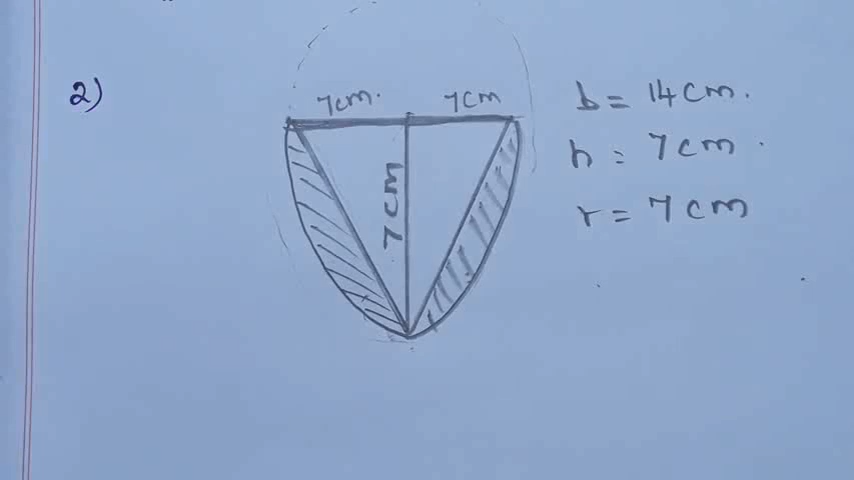 2)
7cm. 7cm
7cm
b = 14cm.
h = 7cm.
r = 7cm